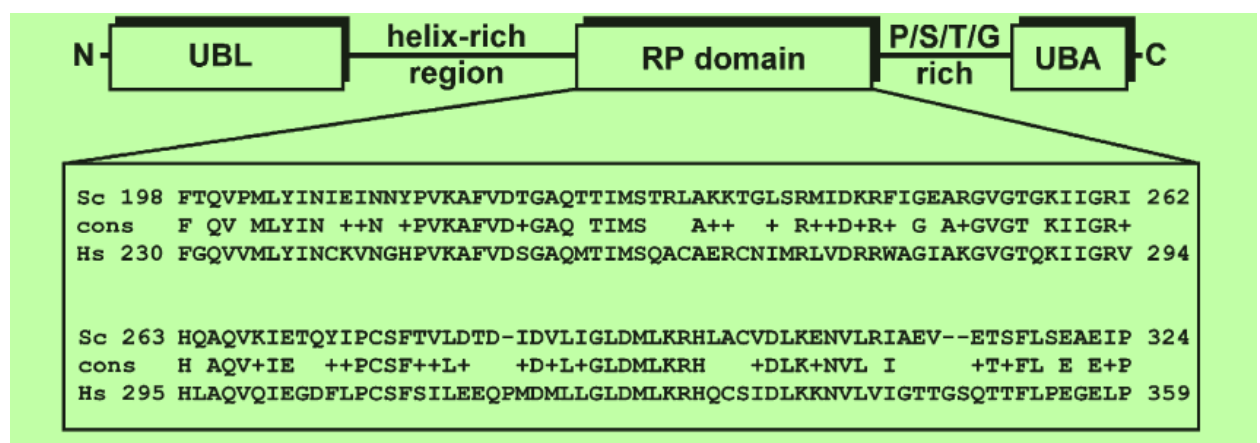 N UBL helix-rich region RP domain P/S/T/G rich UBA C
Sc 198 FTQVPMLYINIEINNYPVKAFVDTGAQTTIMSTRLAKKTGLSRMIDKRFIGEARGVGTGKIIGRI 262
cons F QV MLYIN ++N +PVKAFVD+GAQ TIMS A++ + R++D+R+ G A+GVGT KIIGR+
Hs 230 FGQVVMLYINCKVNGHPVKAFVDSGAQMTIMSQACAERCNIMRLVDRRWAGIAKGVGTQKIIGRV 294
Sc 263 HQAQVKIETQYIPCSFTVLDTD-IDVLIGLDMLKRHLACVDLKENVLRIAEV--ETSFLSEAEIP 324
cons H AQV+IE ++PCSF++L+ +D+L+GLDMLKRH +DLK+NVL I +T+FL E E+P
Hs 295 HLAQVQIEGDFLPCSFSILEEQPMDMLLGLDMLKRHQCSIDLKKNVLVIGTTGSQTTFLPEGELP 359